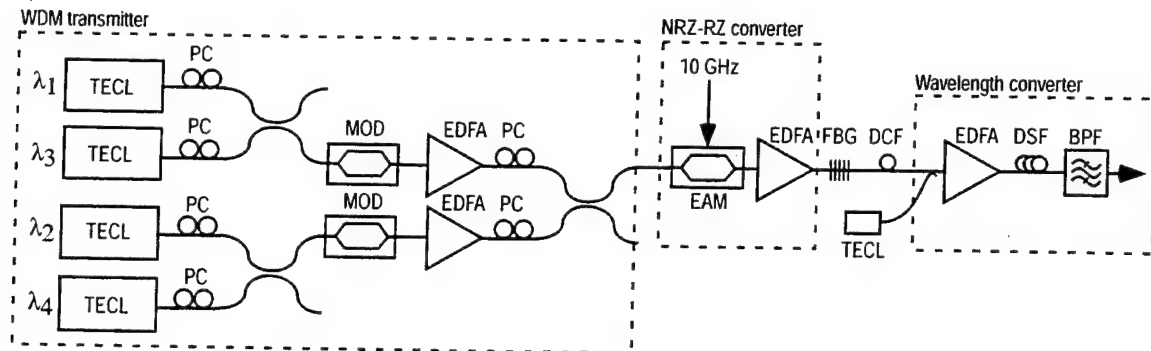 WDM transmitter
NRZ-RZ converter
Wavelength converter
λ1
TECL
PC
λ3
TECL
PC
MOD
EDFA
PC
λ2
TECL
PC
MOD
EDFA
PC
λ4
TECL
PC
10 GHz
EAM
EDFA
FBG
DCF
TECL
EDFA
DSF
BPF